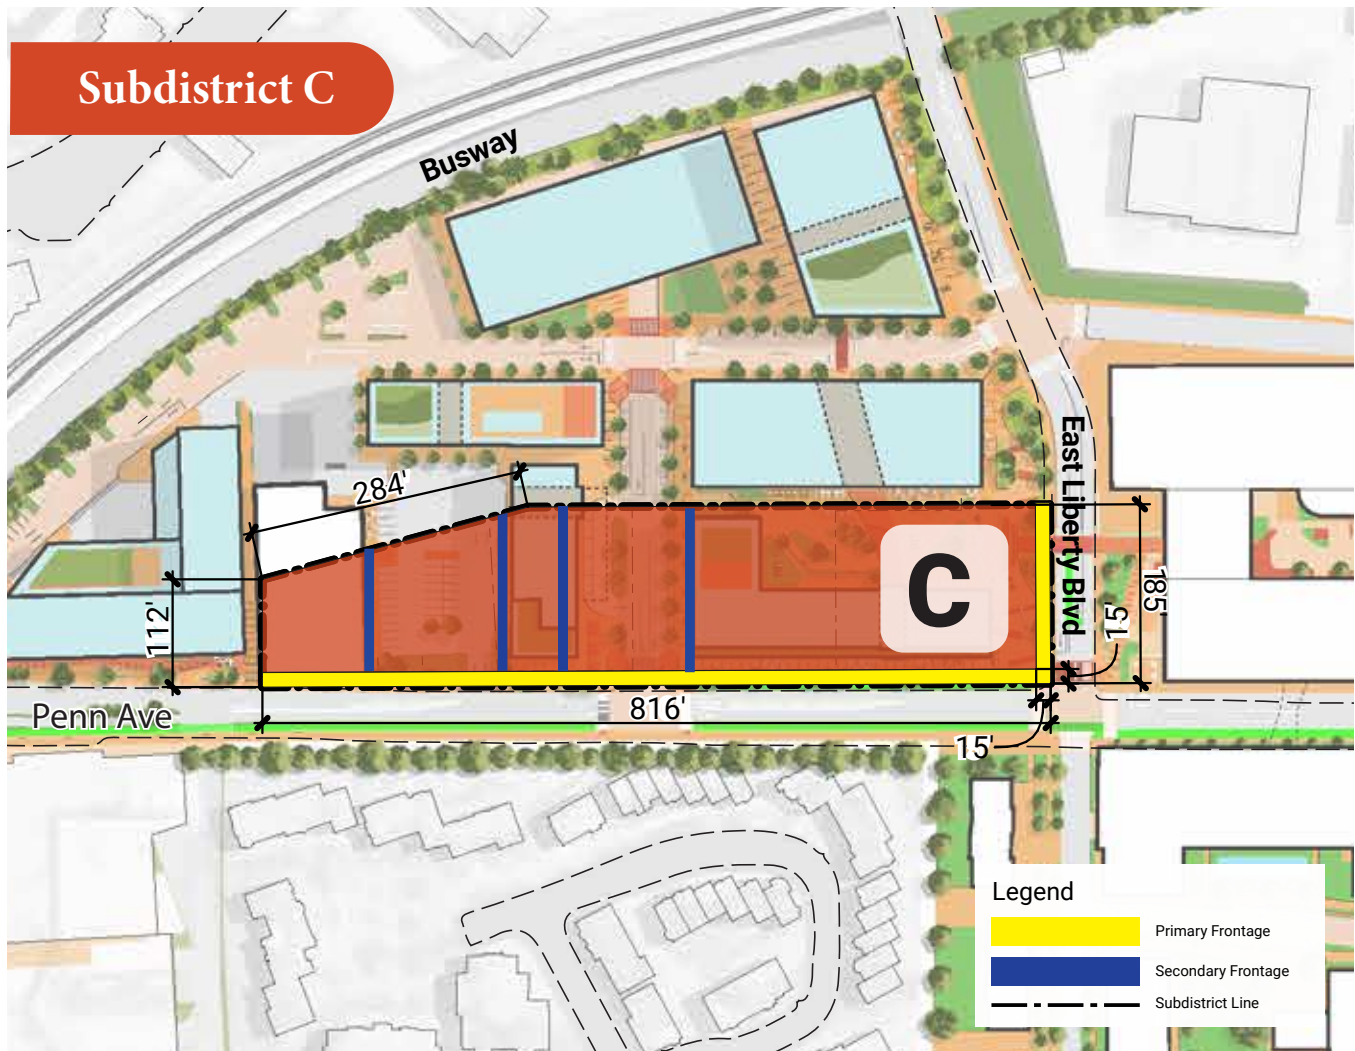 Subdistrict C
Busway
284'
112'
C
East Liberty Blvd
185'
15'
Penn Ave
816'
15'
Legend
Primary Frontage
Secondary Frontage
Subdistrict Line